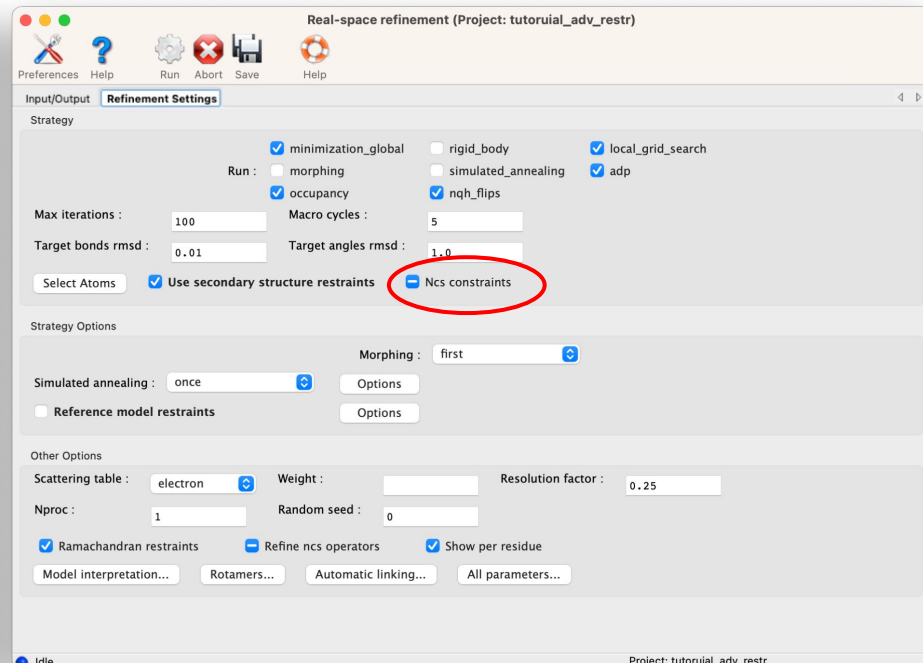 Real-space refinement (Project: tutoruial_adv_restr)
Preferences Help Run Abort Save Help
Input/Output Refinement Settings
Strategy
minimization_global rigid_body local_grid_search
Run : morphing simulated_annealing adp
occupancy nqh_flips
Max iterations : 100 Macro cycles : 5
Target bonds rmsd : 0.01 Target angles rmsd : 1.0
Select Atoms Use secondary structure restraints Ncs constraints
Strategy Options
Morphing : first
Simulated annealing : once Options
Reference model restraints Options
Other Options
Scattering table : electron Weight : Resolution factor : 0.25
Nproc : 1 Random seed : 0
Ramachandran restraints Refine ncs operators Show per residue
Model interpretation... Rotamers... Automatic linking... All parameters...
Idle Project: tutoruial_adv_restr